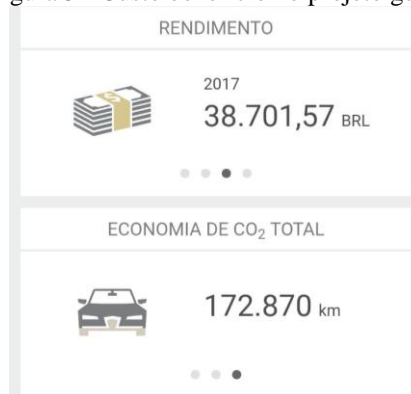 RENDIMENTO
2017
38.701,57 BRL
ECONOMIA DE CO₂ TOTAL
172.870 km